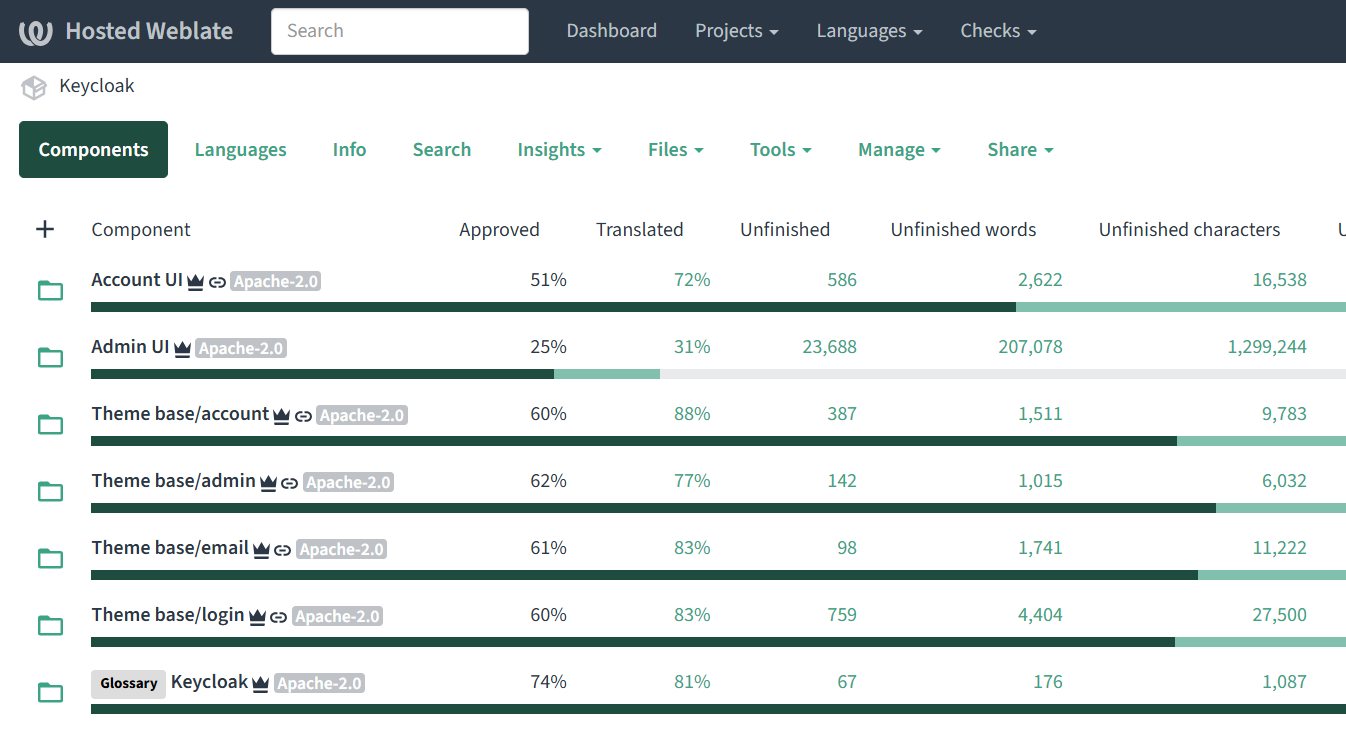 Hosted Weblate Search Dashboard Projects Languages Checks
Keycloak
Components Languages Info Search Insights Files Tools Manage Share
Component Approved Translated Unfinished Unfinished words Unfinished characters
Account UI Apache-2.0 51% 72% 586 2,622 16,538
Admin UI Apache-2.0 25% 31% 23,688 207,078 1,299,244
Theme base/account Apache-2.0 60% 88% 387 1,511 9,783
Theme base/admin Apache-2.0 62% 77% 142 1,015 6,032
Theme base/email Apache-2.0 61% 83% 98 1,741 11,222
Theme base/login Apache-2.0 60% 83% 759 4,404 27,500
Glossary Keycloak Apache-2.0 74% 81% 67 176 1,087